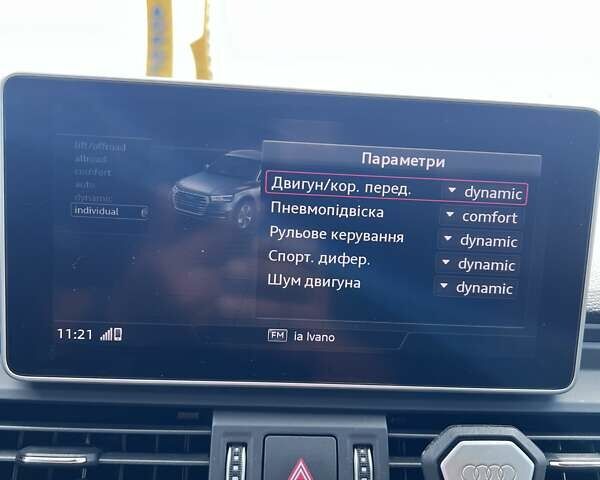 lift/offroad
allroad
comfort
auto
dynamic
individual
Параметри
Двигун/кор. перед. dynamic
Пневмопідвіска comfort
Рульове керування dynamic
Спорт. дифер. dynamic
Шум двигуна dynamic
11:21
FM ia Ivano